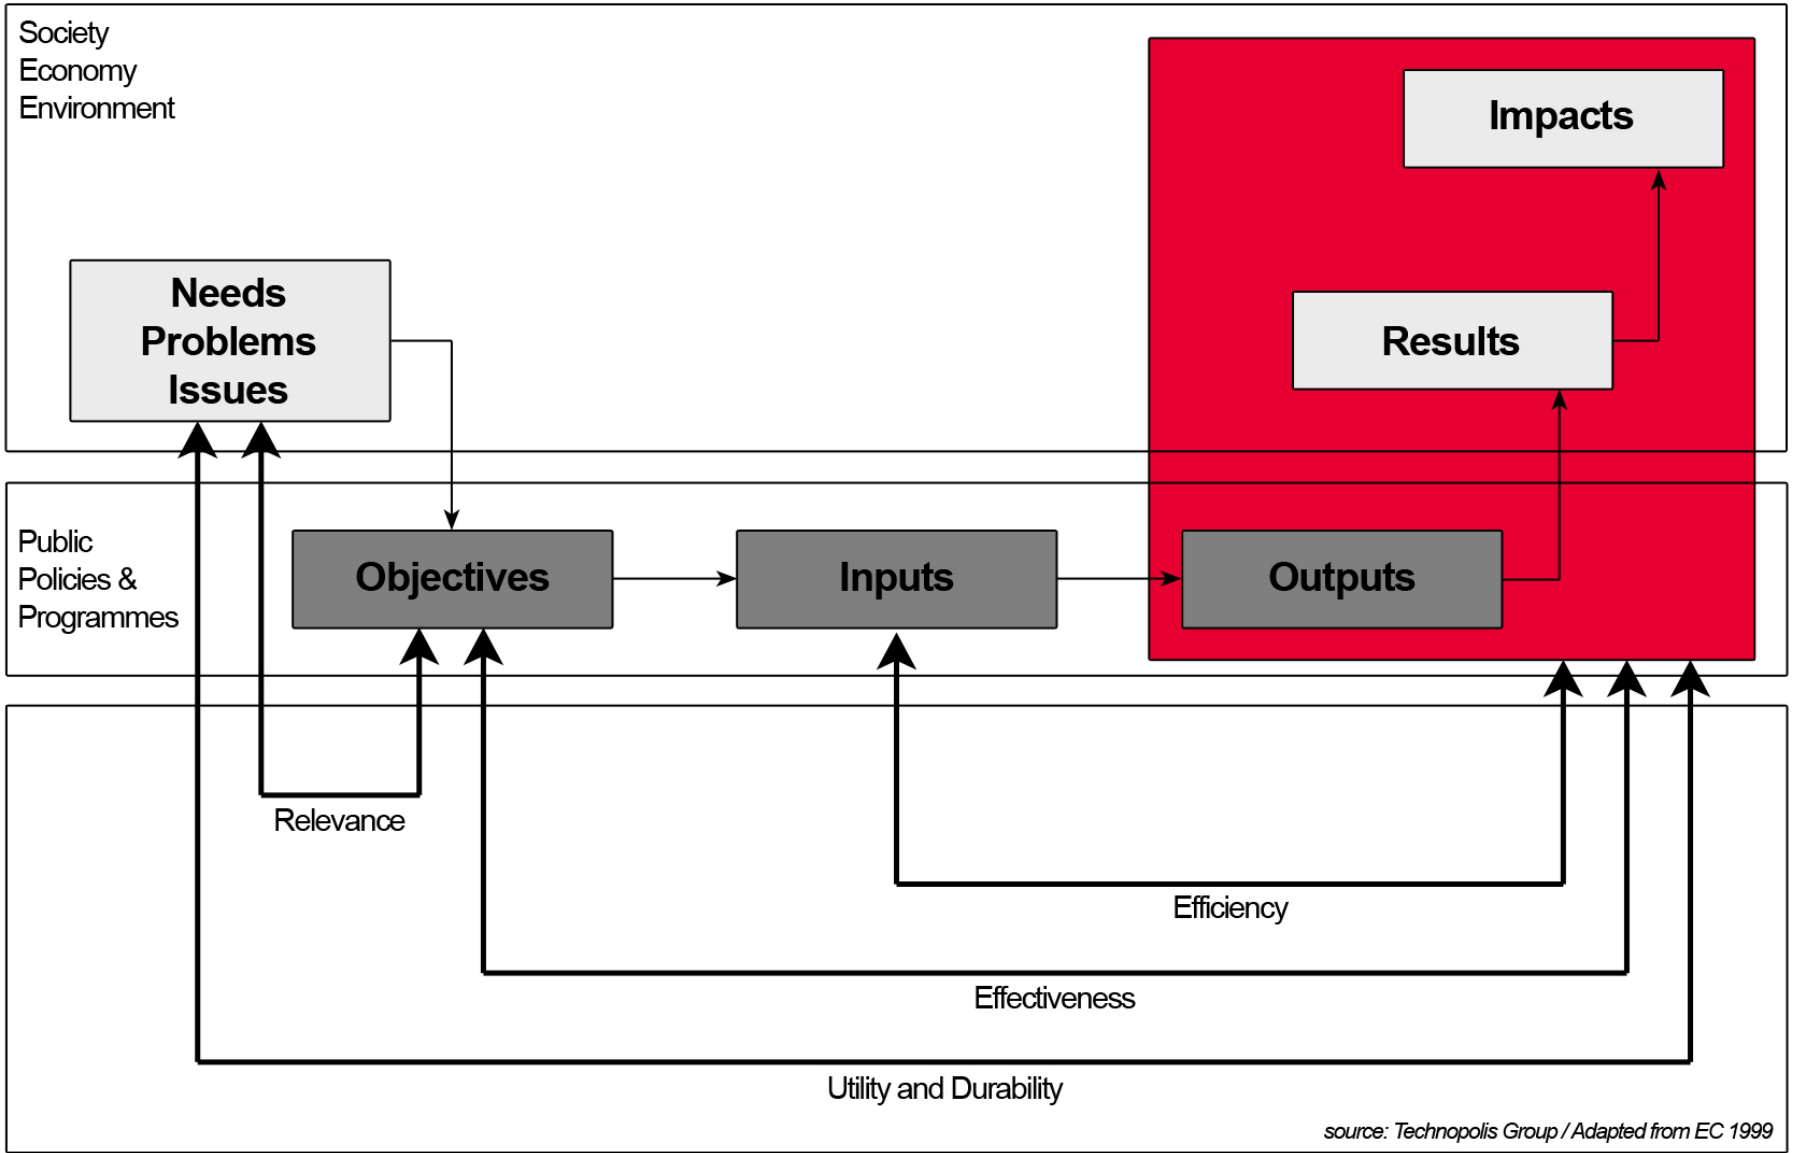 Society
Economy
Environment
Impacts
Needs
Problems
Issues
Results
Public
Policies &
Programmes
Objectives
Inputs
Outputs
Relevance
Efficiency
Effectiveness
Utility and Durability
source: Technopolis Group / Adapted from EC 1999